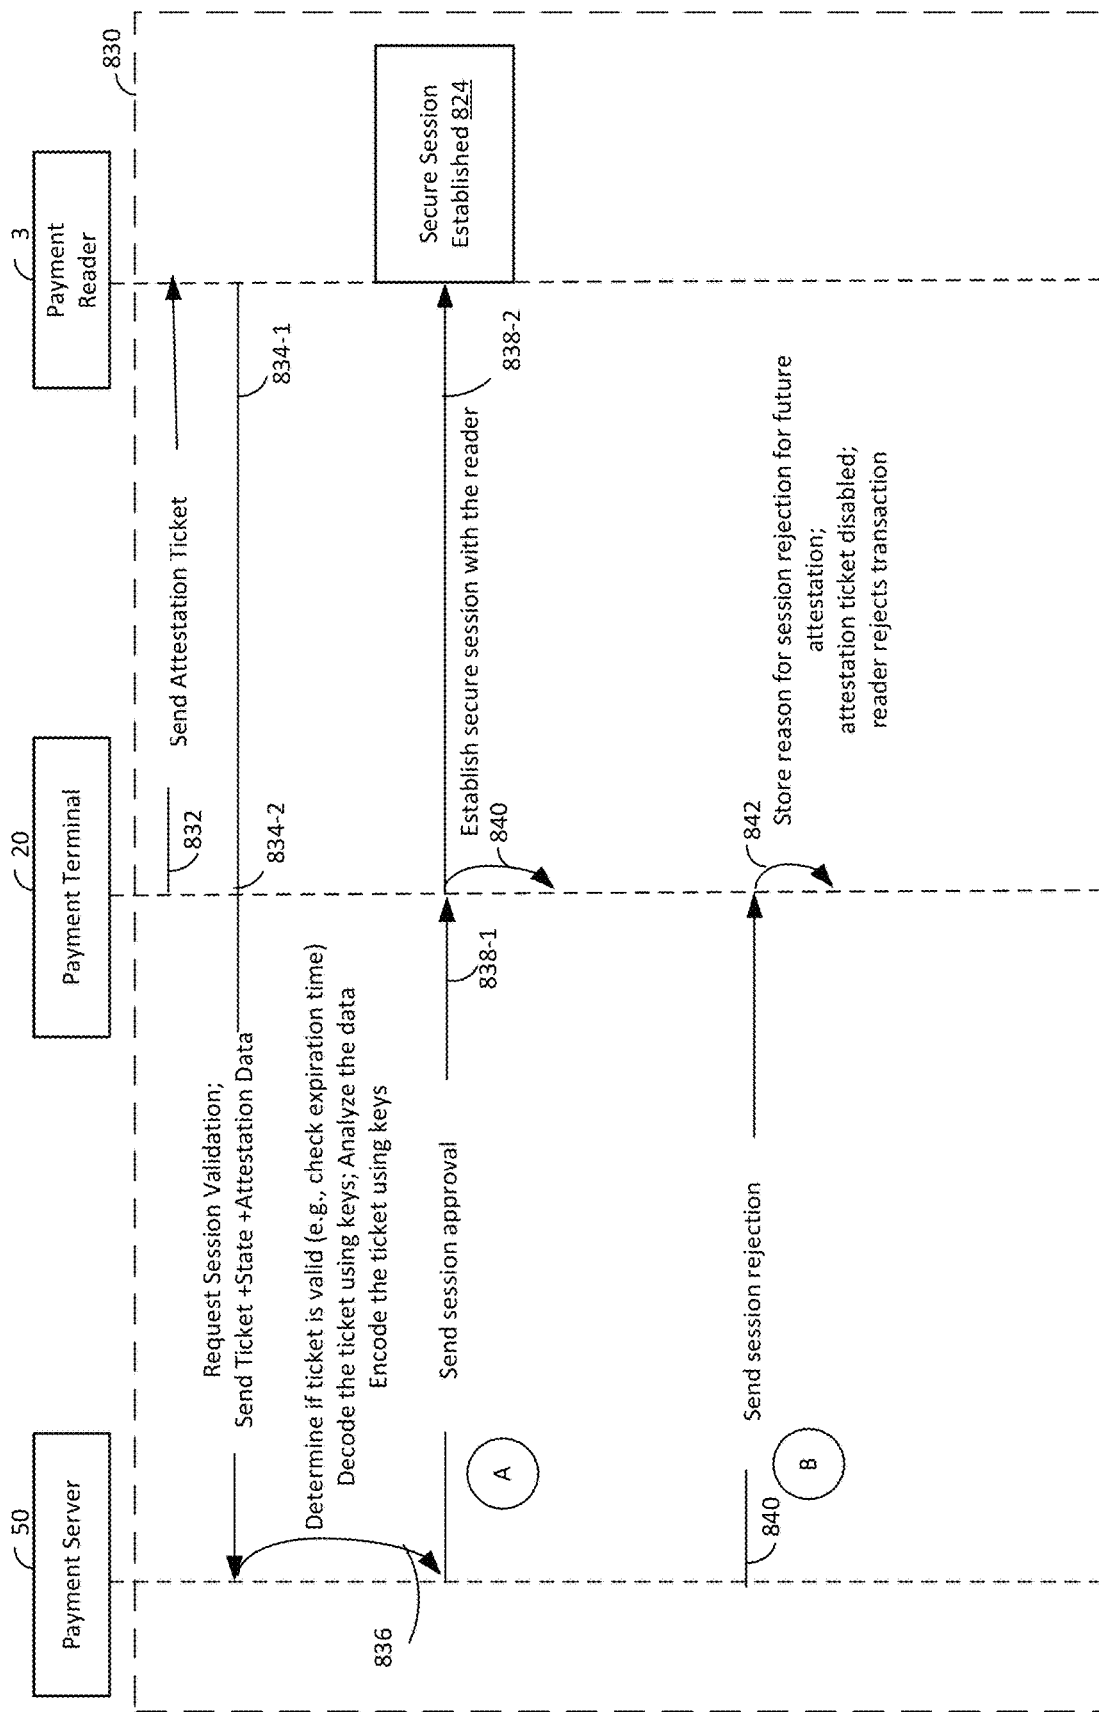 50
Payment Server
20
Payment Terminal
3
Payment
Reader
830
832
Send Attestation Ticket
Request Session Validation;
Send Ticket +State +Attestation Data
834-2
834-1
Determine if ticket is valid (e.g., check expiration time)
Decode the ticket using keys; Analyze the data
Encode the ticket using keys
836
Send session approval
A
838-1
Establish secure session with the reader
840
838-2
Secure Session
Established 824
Send session rejection
840
B
842
Store reason for session rejection for future
attestation;
attestation ticket disabled;
reader rejects transaction